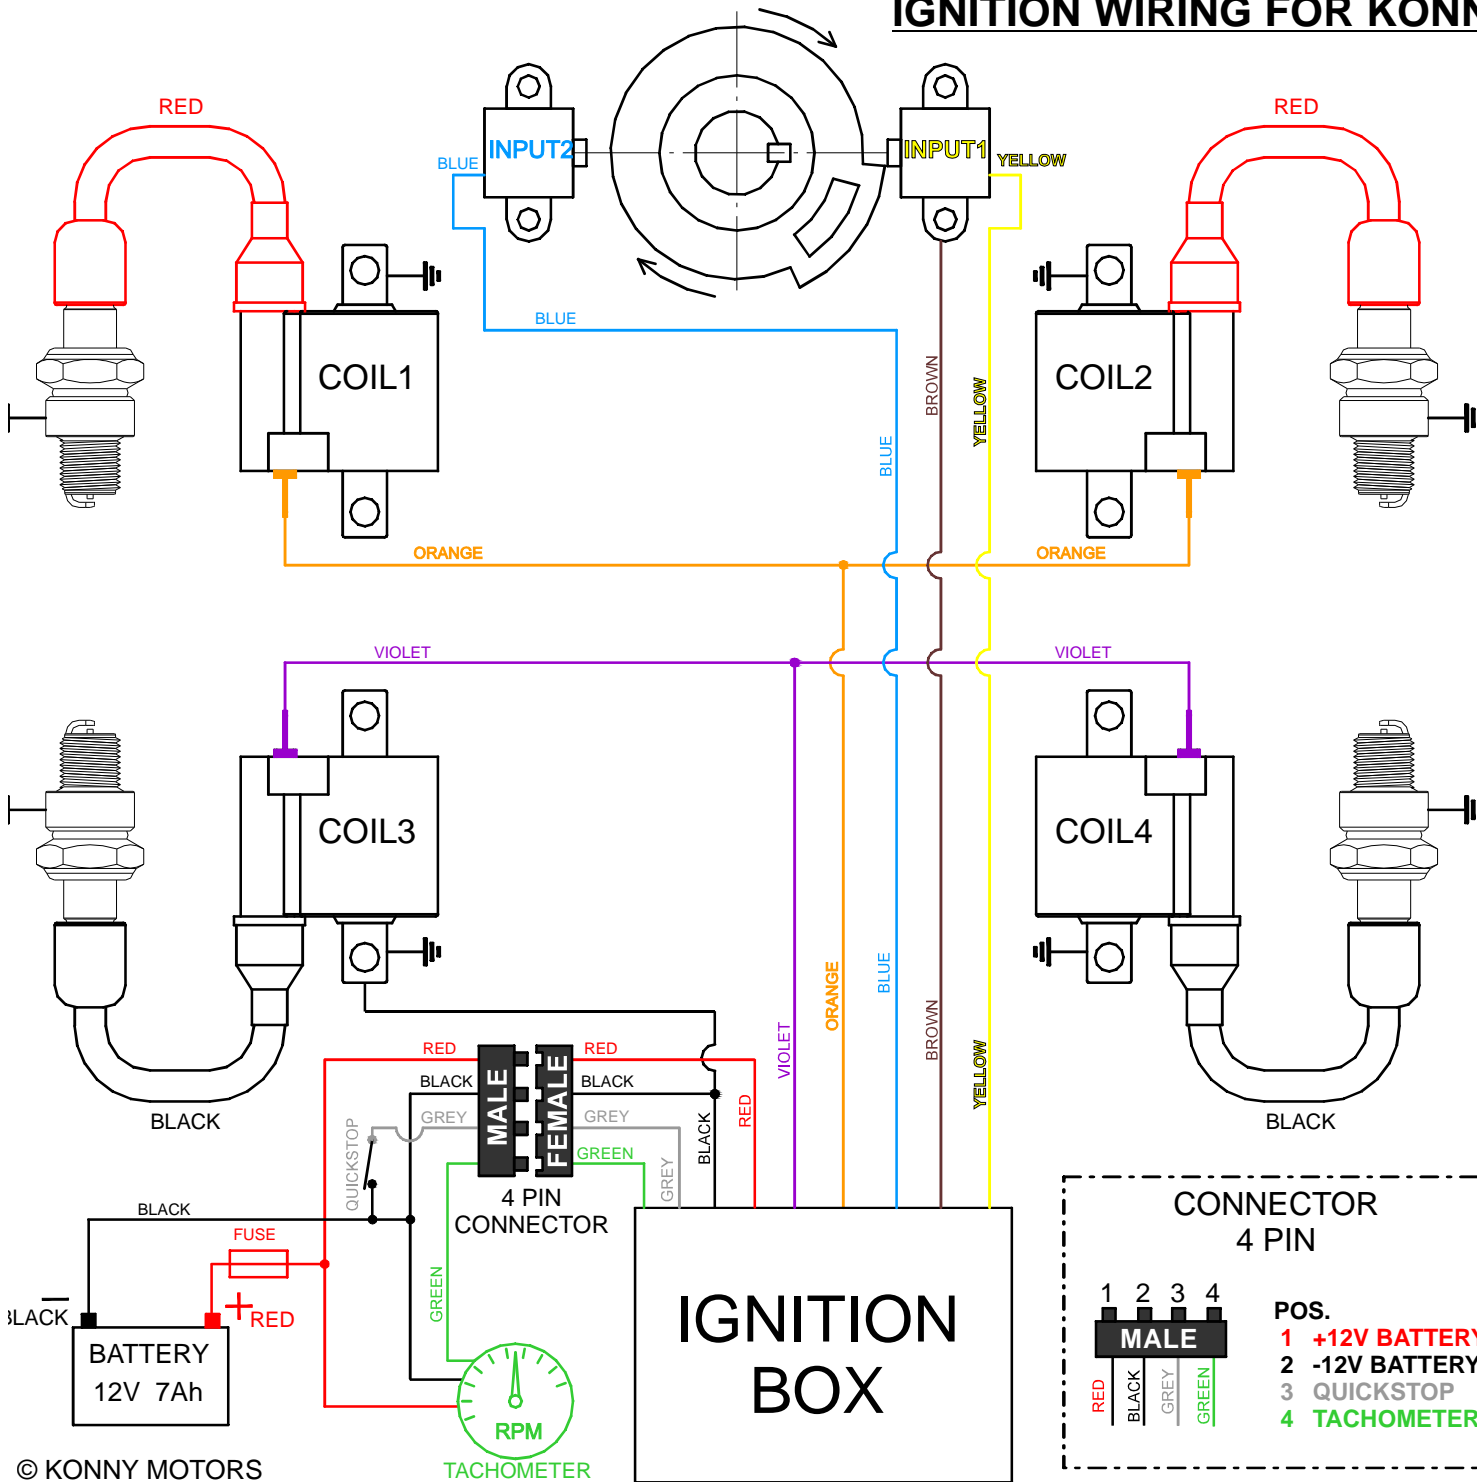 IGNITION WIRING FOR KONN
RED
RED
INPUT2
INPUT1
BLUE
YELLOW
BLUE
COIL1
COIL2
BROWN
YELLOW
BLUE
ORANGE
ORANGE
VIOLET
VIOLET
COIL3
COIL4
ORANGE
BLUE
VIOLET
BROWN
YELLOW
RED
RED
BLACK
BLACK
GREY
GREY
GREEN
MALE
FEMALE
QUICKSTOP
BLACK
BLACK
RED
BLACK
GREY
4 PIN
CONNECTOR
BLACK
FUSE
GREEN
BLACK
+
RED
BATTERY
12V 7Ah
RPM
TACHOMETER
IGNITION
BOX
CONNECTOR
4 PIN
1 2 3 4
MALE
RED
BLACK
GREY
GREEN
POS.
1 +12V BATTERY
2 -12V BATTERY
3 QUICKSTOP
4 TACHOMETER
© KONNY MOTORS